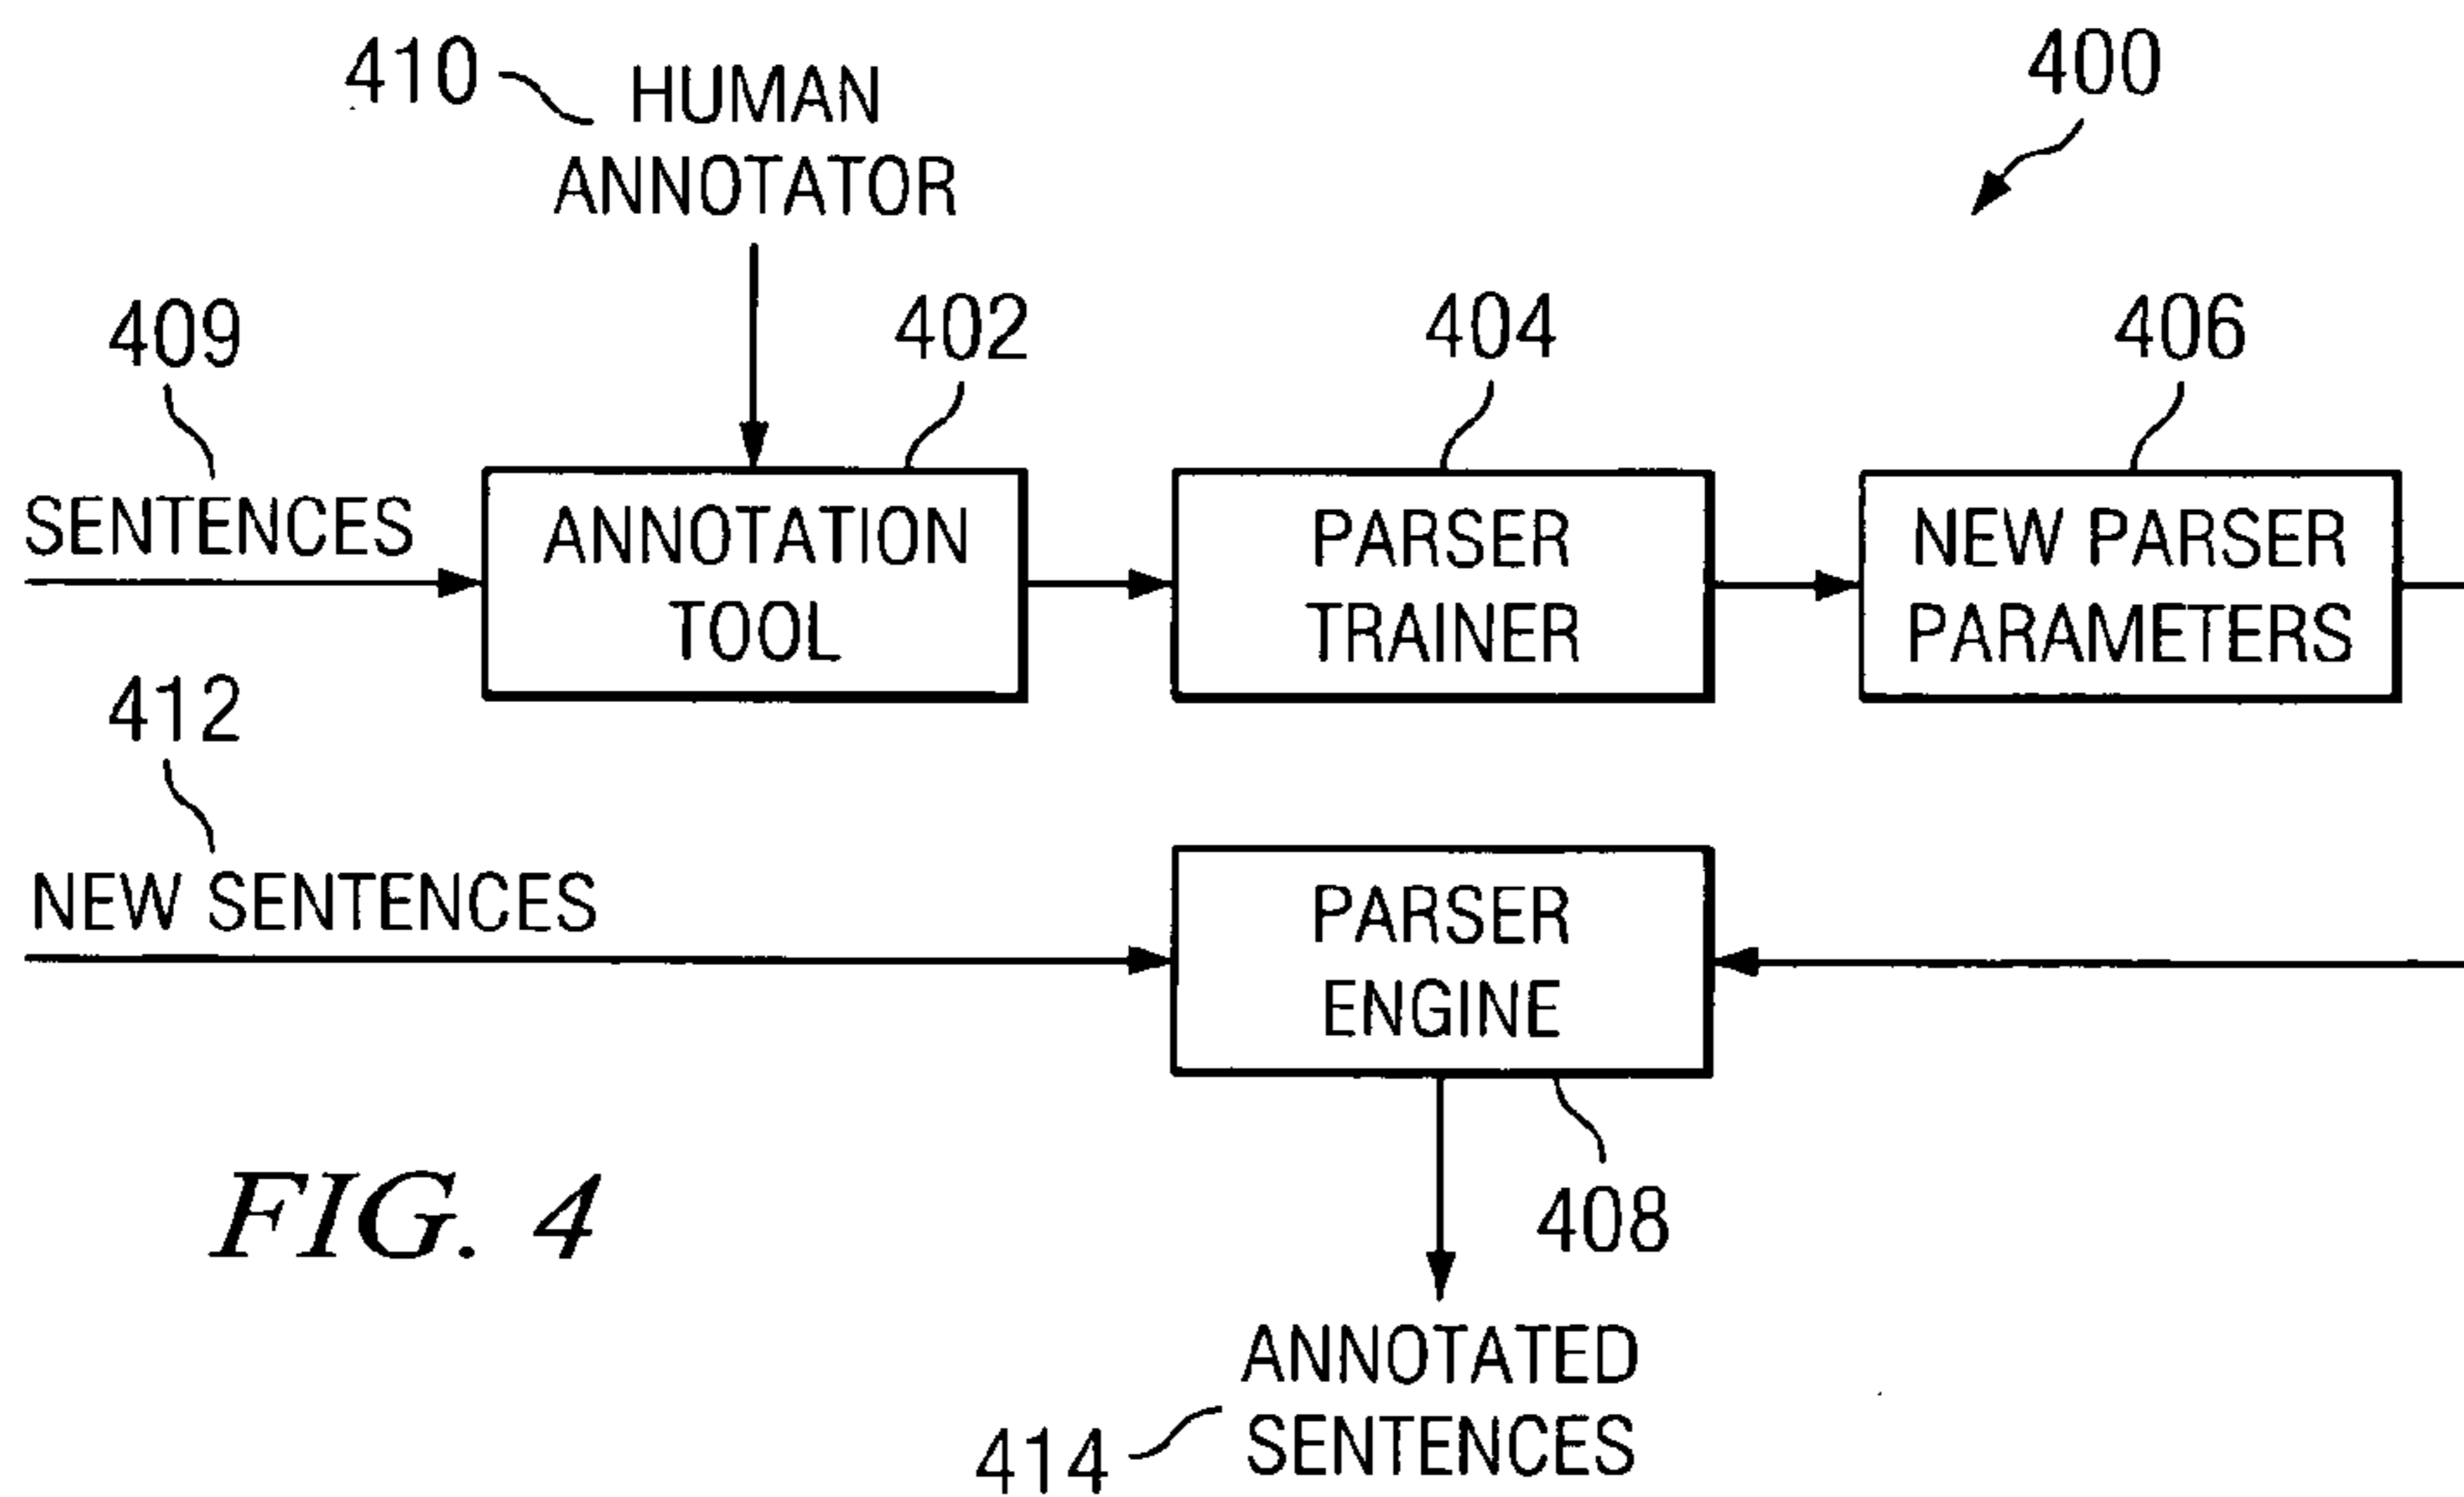 410
HUMAN
ANNOTATOR
400
409
402
404
406
SENTENCES
ANNOTATION
TOOL
PARSER
TRAINER
NEW PARSER
PARAMETERS
412
NEW SENTENCES
PARSER
ENGINE
408
FIG. 4
ANNOTATED
SENTENCES
414